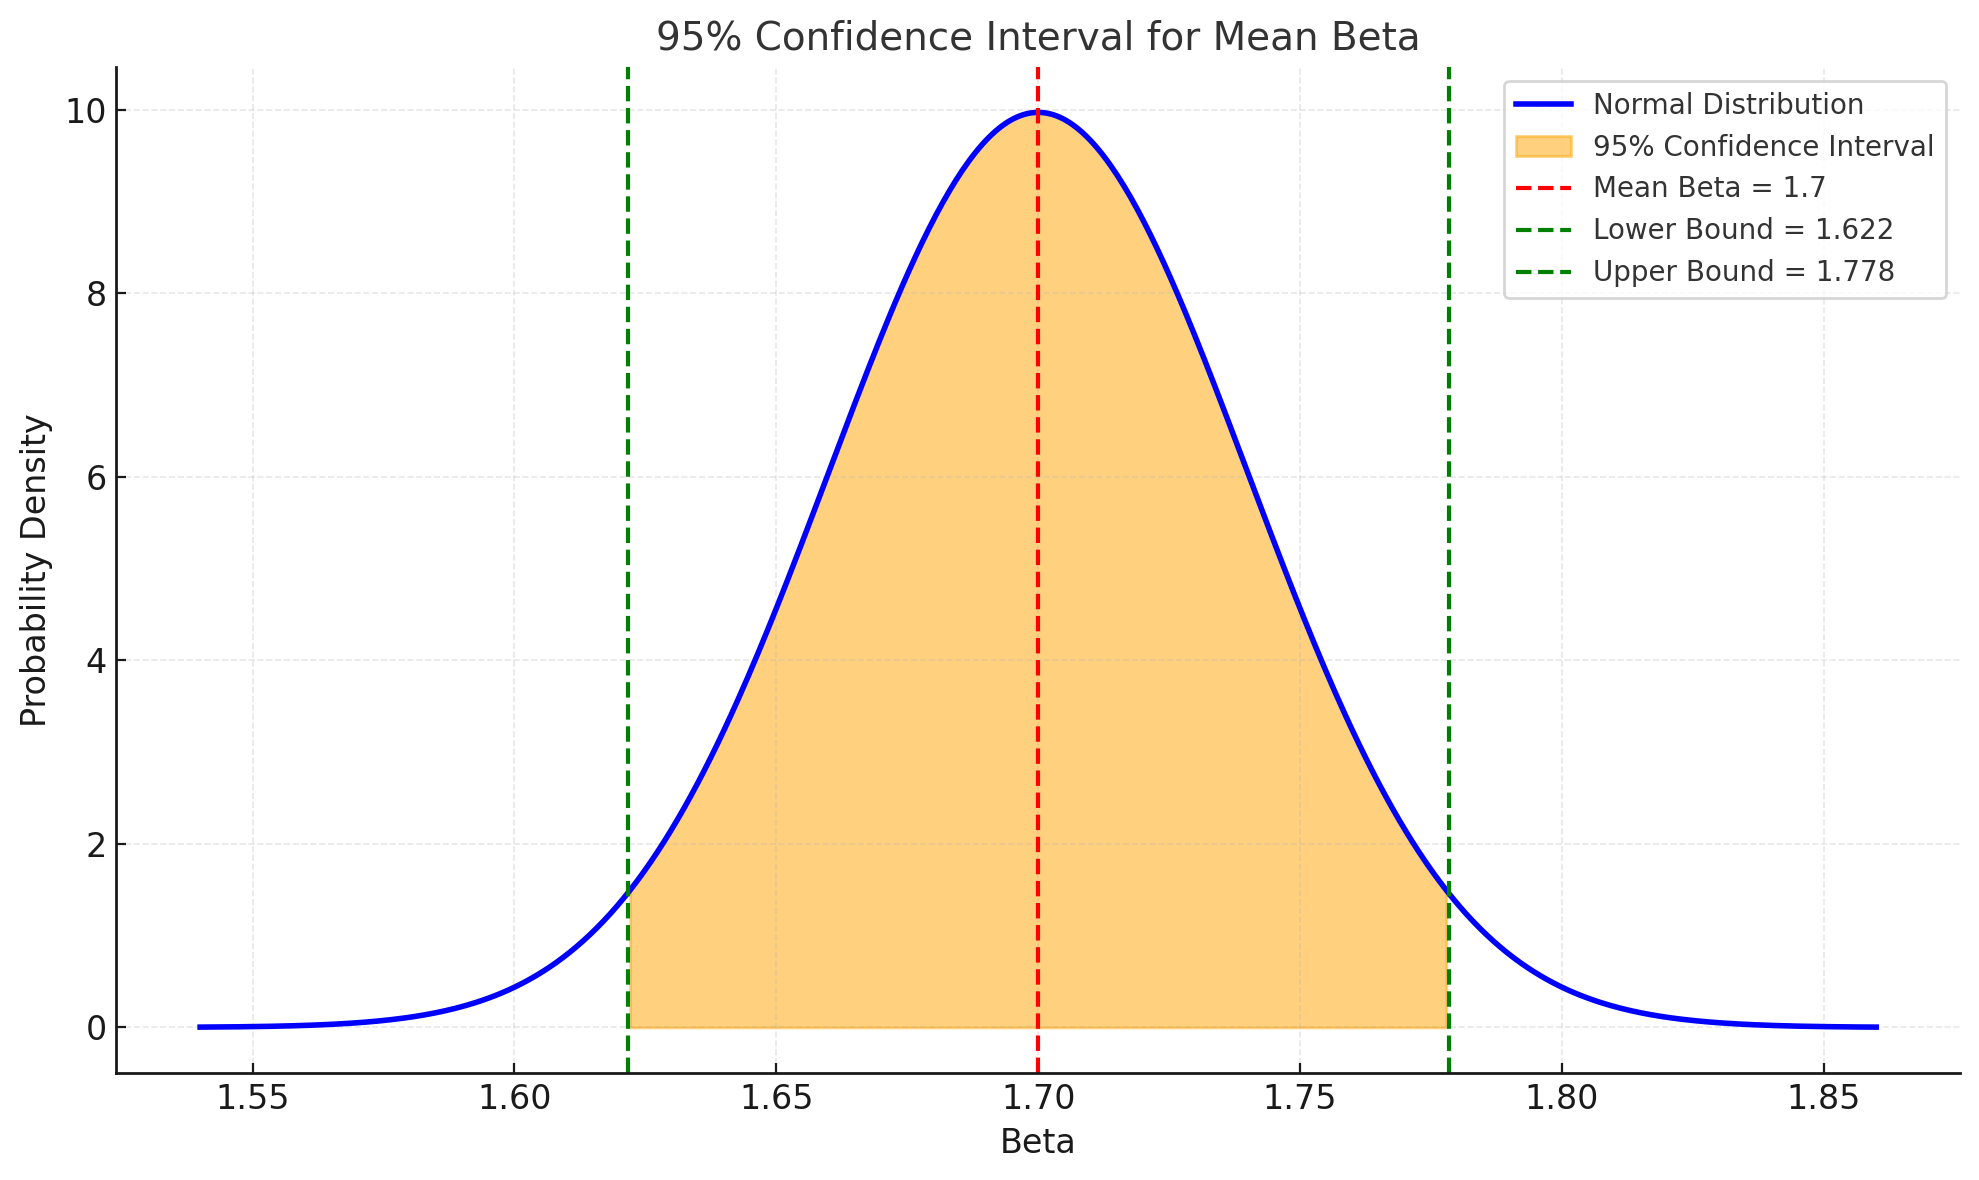 95% Confidence Interval for Mean Beta
Normal Distribution
95% Confidence Interval
Mean Beta = 1.7
Lower Bound = 1.622
Upper Bound = 1.778
Probability Density
10
8
6
4
2
0
1.55 1.60 1.65 1.70 1.75 1.80 1.85
Beta